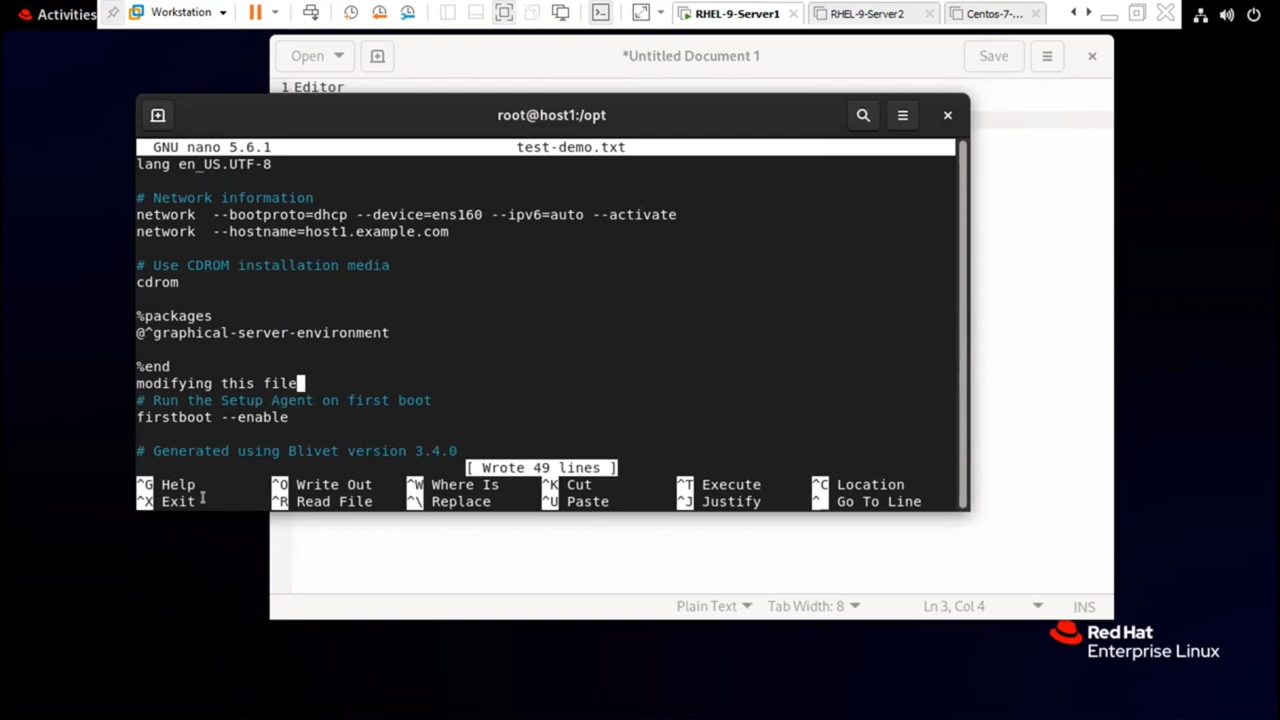 Activities
Workstation
RHEL-9-Server1
RHEL-9-Server2
Centos-7-...
Open
*Untitled Document 1
Save
1 Editor
root@host1:/opt
GNU nano 5.6.1 test-demo.txt
lang en_US.UTF-8
# Network information
network --bootproto=dhcp --device=ens160 --ipv6=auto --activate
network --hostname=host1.example.com
# Use CDROM installation media
cdrom
%packages
@^graphical-server-environment
%end
modifying this file
# Run the Setup Agent on first boot
firstboot --enable
# Generated using Blivet version 3.4.0
[ Wrote 49 lines ]
^G Help ^O Write Out ^W Where Is ^K Cut ^T Execute ^C Location
^X Exit ^R Read File ^\ Replace ^U Paste ^J Justify ^_ Go To Line
Plain Text Tab Width: 8 Ln 3, Col 4 INS
Red Hat
Enterprise Linux